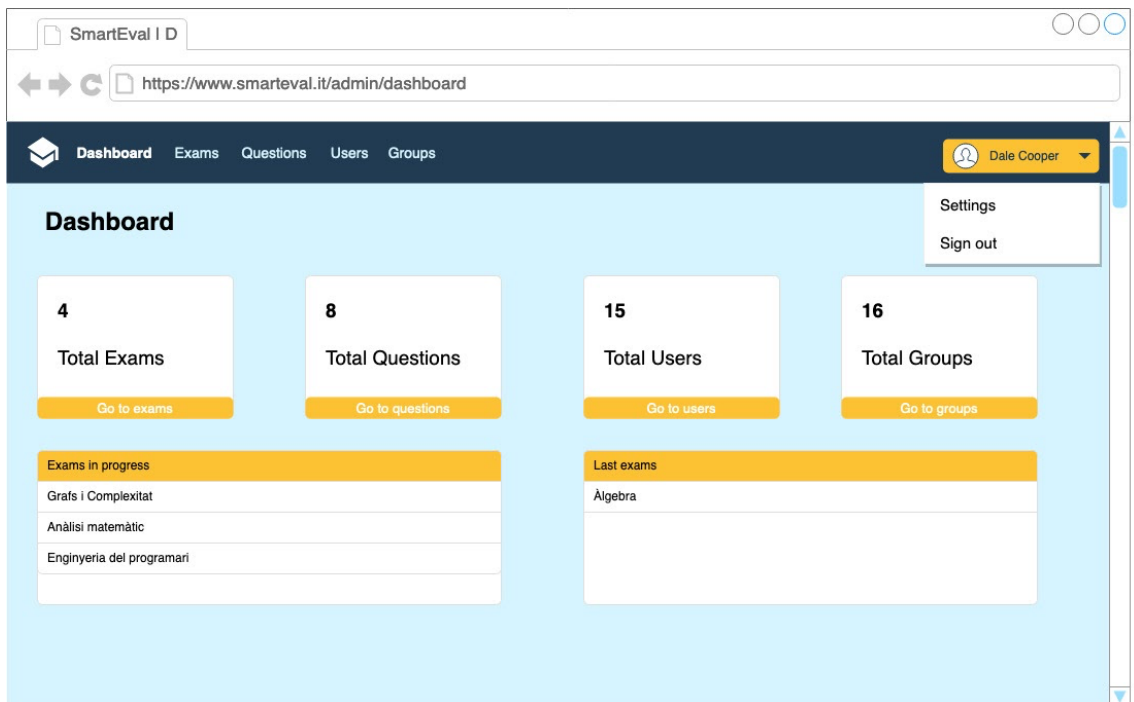 SmartEval I D
https://www.smarteval.it/admin/dashboard
Dashboard Exams Questions Users Groups Dale Cooper
Settings
Sign out
Dashboard
4 8 15 16
Total Exams Total Questions Total Users Total Groups
Go to exams Go to questions Go to users Go to groups
Exams in progress
Grafs i Complexitat
Anàlisi matemàtic
Enginyeria del programari
Last exams
Àlgebra